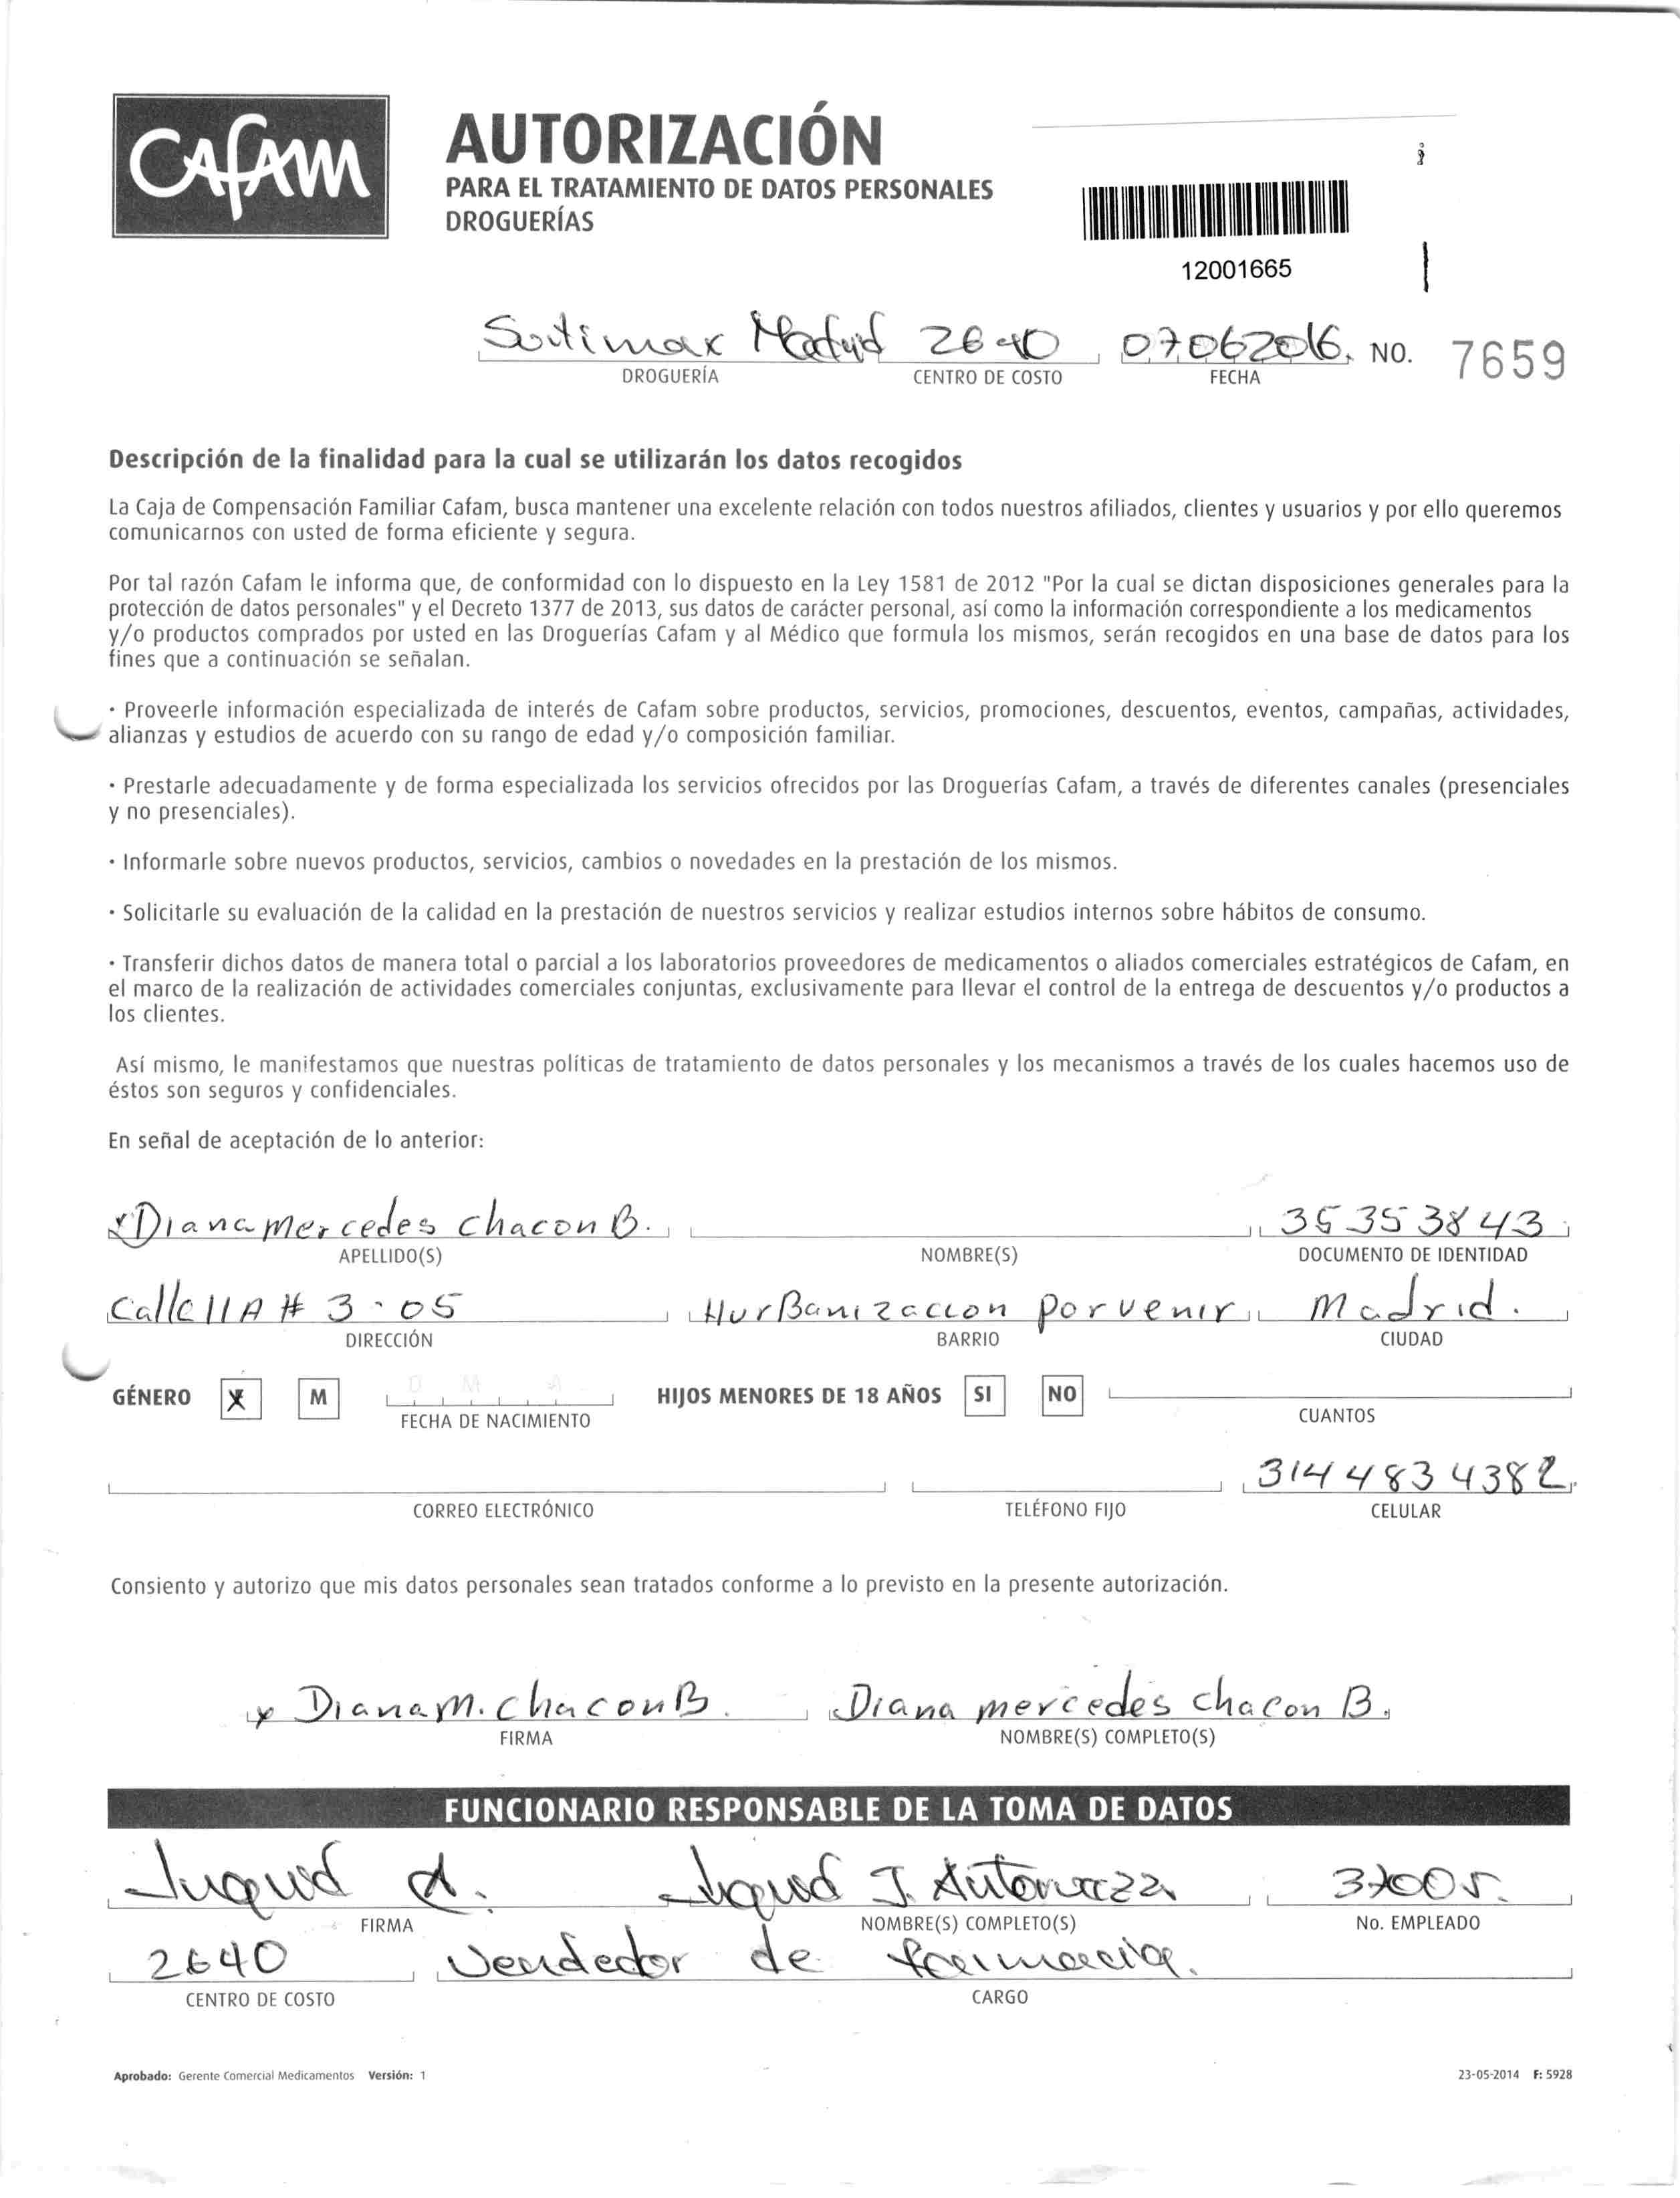 Cafam
AUTORIZACIÓN
PARA EL TRATAMIENTO DE DATOS PERSONALES
DROGUERÍAS
12001665
Madrid 2640 07062016. NO. 7659
DROGUERÍA CENTRO DE COSTO FECHA
Descripción de la finalidad para la cual se utilizarán los datos recogidos
La Caja de Compensación Familiar Cafam, busca mantener una excelente relación con todos nuestros afiliados, clientes y usuarios y por ello queremos
comunicarnos con usted de forma eficiente y segura.
Por tal razón Cafam le informa que, de conformidad con lo dispuesto en la Ley 1581 de 2012 "Por la cual se dictan disposiciones generales para la
protección de datos personales" y el Decreto 1377 de 2013, sus datos de carácter personal, así como la información correspondiente a los medicamentos
y/o productos comprados por usted en las Droguerías Cafam y al Médico que formula los mismos, serán recogidos en una base de datos para los
fines que a continuación se señalan.
· Proveerle información especializada de interés de Cafam sobre productos, servicios, promociones, descuentos, eventos, campañas, actividades,
alianzas y estudios de acuerdo con su rango de edad y/o composición familiar.
· Prestarle adecuadamente y de forma especializada los servicios ofrecidos por las Droguerías Cafam, a través de diferentes canales (presenciales
y no presenciales).
· Informarle sobre nuevos productos, servicios, cambios o novedades en la prestación de los mismos.
· Solicitarle su evaluación de la calidad en la prestación de nuestros servicios y realizar estudios internos sobre hábitos de consumo.
· Transferir dichos datos de manera total o parcial a los laboratorios proveedores de medicamentos o aliados comerciales estratégicos de Cafam, en
el marco de la realización de actividades comerciales conjuntas, exclusivamente para llevar el control de la entrega de descuentos y/o productos a
los clientes.
Así mismo, le manifestamos que nuestras políticas de tratamiento de datos personales y los mecanismos a través de los cuales hacemos uso de
éstos son seguros y confidenciales.
En señal de aceptación de lo anterior:
x Diana mercedes chacon B. 35353843
APELLIDO(S) NOMBRE(S) DOCUMENTO DE IDENTIDAD
Calle 11A # 3-05 HurBanizaccion Porvenir Madrid.
DIRECCIÓN BARRIO CIUDAD
GÉNERO X M D M A HIJOS MENORES DE 18 AÑOS SI NO
FECHA DE NACIMIENTO CUANTOS
3144834382.
CORREO ELECTRÓNICO TELÉFONO FIJO CELULAR
Consiento y autorizo que mis datos personales sean tratados conforme a lo previsto en la presente autorización.
x Diana M. Chacon B. Diana mercedes chacon B.
FIRMA NOMBRE(S) COMPLETO(S)
FUNCIONARIO RESPONSABLE DE LA TOMA DE DATOS
FIRMA NOMBRE(S) COMPLETO(S) No. EMPLEADO
2640 Vendedor de farmacia.
CENTRO DE COSTO CARGO
Aprobado: Gerente Comercial Medicamentos Versión: 1 23-05-2014 F: 5928